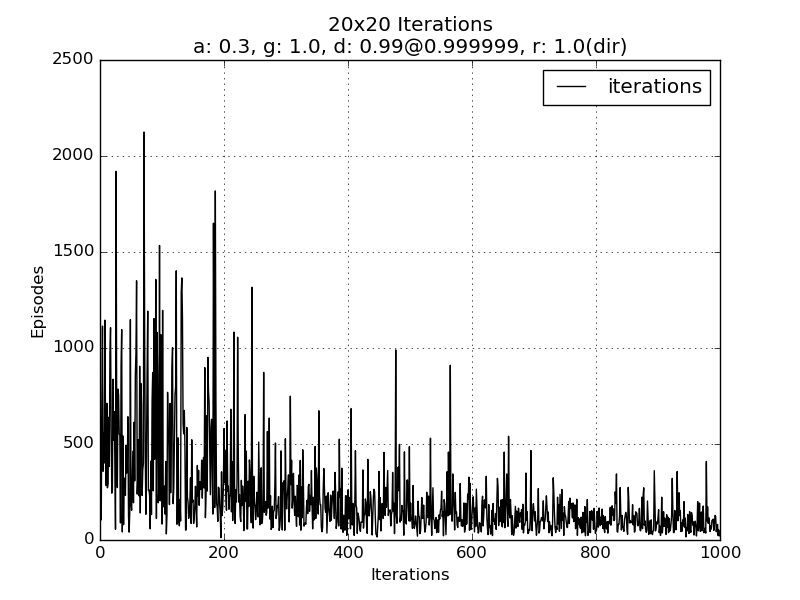 20x20 Iterations
a: 0.3, g: 1.0, d: 0.99@0.999999, r: 1.0(dir)
iterations
2500
2000
1500
1000
500
0
Episodes
0 200 400 600 800 1000
Iterations